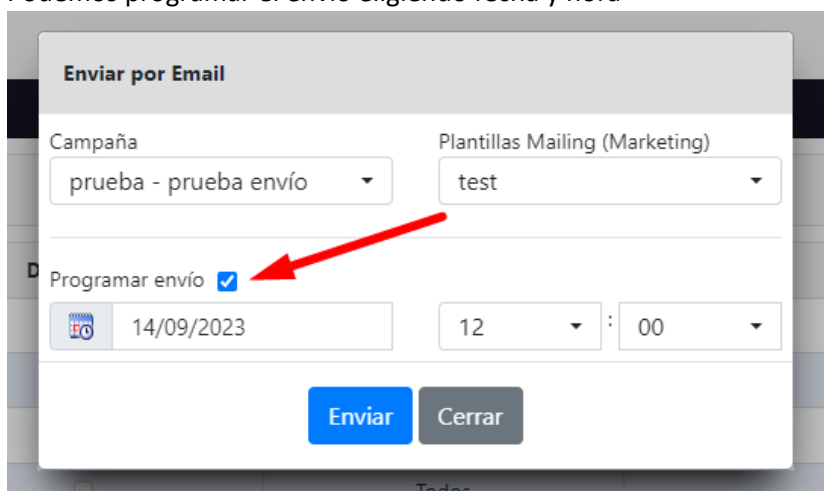 Podemos programar el envío eligiendo fecha y hora
Enviar por Email
Campaña
Plantillas Mailing (Marketing)
prueba - prueba envío
test
D
Programar envío
14/09/2023
12 : 00
Enviar Cerrar
Todos